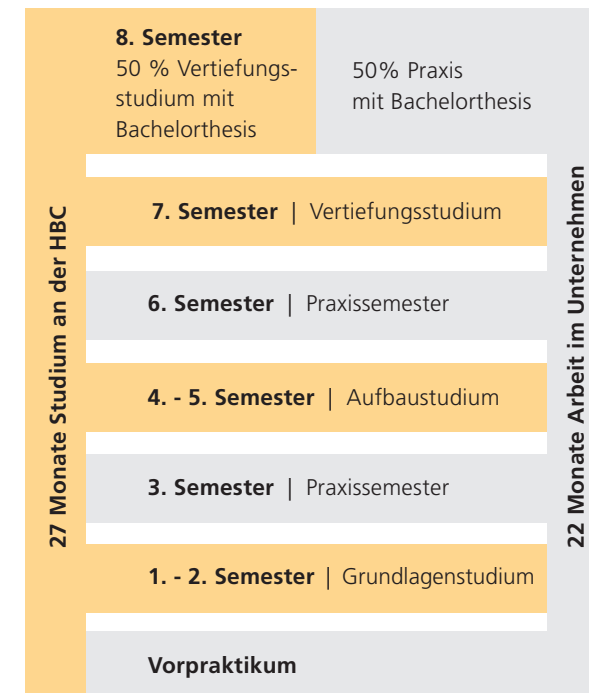 8. Semester
50 % Vertiefungs-
studium mit
Bachelorthesis
50% Praxis
mit Bachelorthesis
7. Semester | Vertiefungsstudium
6. Semester | Praxissemester
4. - 5. Semester | Aufbaustudium
3. Semester | Praxissemester
1. - 2. Semester | Grundlagenstudium
Vorpraktikum
27 Monate Studium an der HBC
22 Monate Arbeit im Unternehmen